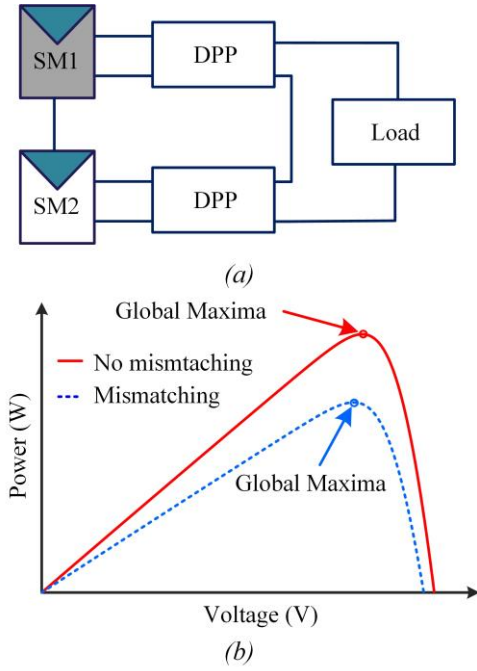 SM1
DPP
Load
SM2
DPP
(a)
Global Maxima
No mismtaching
Mismatching
Global Maxima
Power (W)
Voltage (V)
(b)